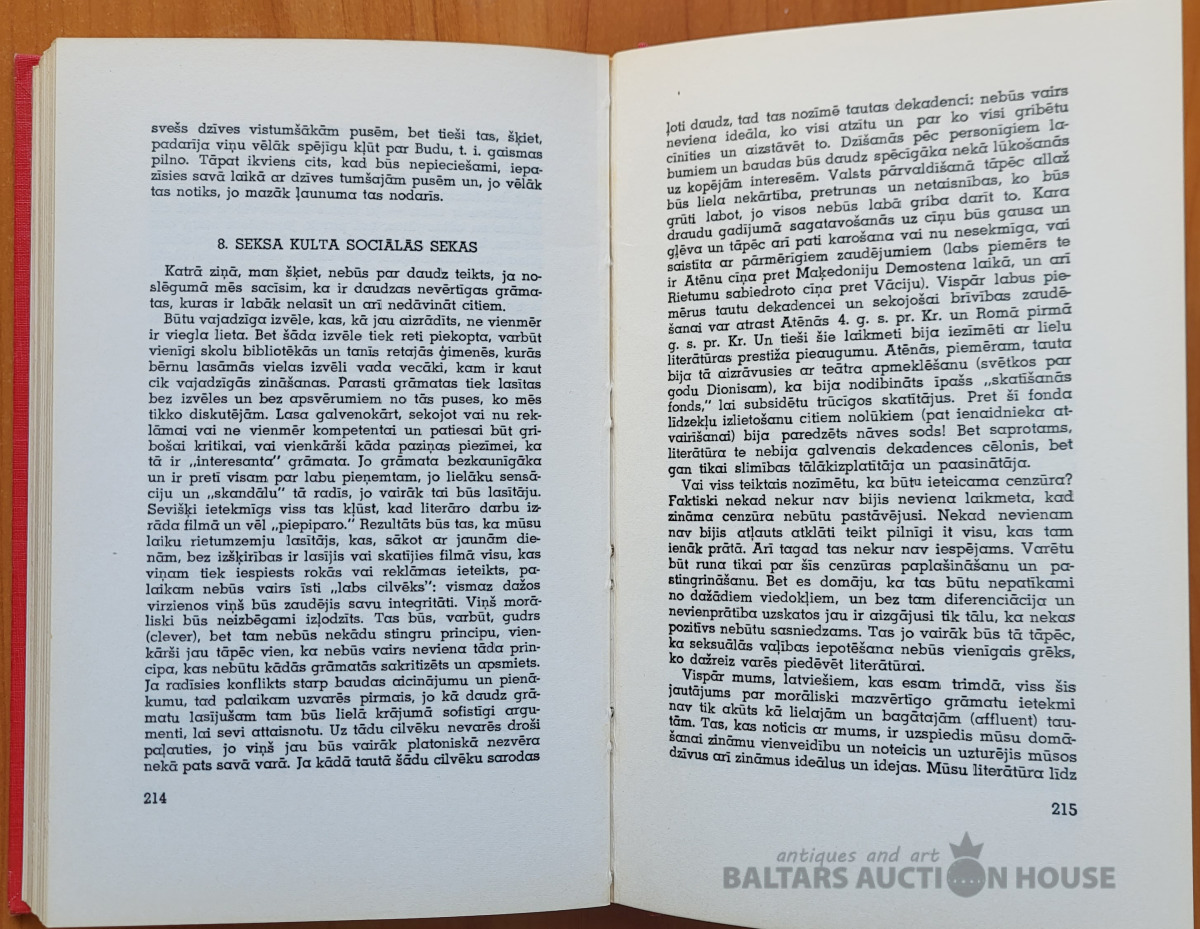 svešs dzīves vistumšākām pusēm, bet tieši tas, šķiet,
padarīja viņu vēlāk spējīgu kļūt par Budu, t. i. gaismas
pilno. Tāpat ikviens cits, kad būs nepieciešami, iepa-
zīsies savā laikā ar dzīves tumšajām pusēm un, jo vēlāk
tas notiks, jo mazāk ļaunuma tas nodarīs.
8. SEKSA KULTA SOCIĀLĀS SEKAS
Katrā ziņā, man šķiet, nebūs par daudz teikts, ja no-
slēgumā mēs sacīsim, ka ir daudzas nevērtīgas grāma-
tas, kuras ir labāk nelasīt un arī nedāvināt citiem.
Būtu vajadzīga izvēle, kas, kā jau aizrādīts, ne vienmēr
ir viegla lieta. Bet šāda izvēle tiek reti piekopta, varbūt
vienīgi skolu bibliotēkās un tanīs retajās ģimenēs, kurās
bērnu lasāmās vielas izvēli vada vecāki, kam ir kaut
cik vajadzīgās zināšanas. Parasti grāmatas tiek lasītas
bez izvēles un bez apsvērumiem no tās puses, ko mēs
tikko diskutējām. Lasa galvenokārt, sekojot vai nu rek-
lāmai vai ne vienmēr kompetentai un patiesai būt grī-
bošai kritikai, vai vienkārši kāda paziņas piezīmei, ka
tā ir „interesanta" grāmata. Jo grāmata bezkaunīgāka
un ir pretī visam par labu pieņemtam, jo lielāku sensā-
ciju un „skandālu" tā radīs, jo vairāk tai būs lasītāju.
Sevišķi ietekmīgs viss tas kļūst, kad literāro darbu iz-
rāda filmā un vēl „piepiparo." Rezultāts būs tas, ka mūsu
laiku rietumzemju lasītājs, kas, sākot ar jaunām die-
nām, bez izšķirības ir lasījis vai skatījies filmā visu, kas
viņam tiek iespiests rokās vai reklāmas ieteikts, pa-
laikam nebūs vairs īsti „labs cilvēks": vismaz dažos
virzienos viņš būs zaudējis savu integritāti. Viņš morā-
liski būs neizbēgami izļodzīts. Tas būs, varbūt, gudrs
(clever), bet tam nebūs nekādu stingru principu, vien-
kārši jau tāpēc vien, ka nebūs vairs neviena tāda prin-
cipa, kas nebūtu kādās grāmatās sakritizēts un apsmiets.
Ja radīsies konflikts starp baudas aicinājumu un pienā-
kumu, tad palaikam uzvarēs pirmais, jo kā daudz grā-
matu lasījušam tam būs lielā krājumā sofistīgi argu-
menti, lai sevi attaisnotu. Uz tādu cilvēku nevarēs droši
paļauties, jo viņš jau būs vairāk platoniskā nezvēra
nekā pats savā varā. Ja kādā tautā šādu cilvēku sarodas
214
ļoti daudz, tad tas nozīmē tautas dekadenci: nebūs vairs
neviena ideāla, ko visi atzītu un par ko visi gribētu
cīnīties un aizstāvēt to. Dzīšanās pēc personīgiem la-
bumiem un baudas būs daudz spēcīgāka nekā lūkošanās
uz kopējām interesēm. Valsts pārvaldīšanā tāpēc allaž
būs liela nekārtība, pretrunas un netaisnības, ko būs
grūti labot, jo visos nebūs labā griba darīt to. Kara
draudu gadījumā sagatavošanās uz cīņu būs gausa un
gļēva un tāpēc arī pati karošana vai nu nesekmīga, vai
saistīta ar pārmērīgiem zaudējumiem (labs piemērs te
ir Atēnu cīņa pret Maķedoniju Demostena laikā, un arī
Rietumu sabiedroto cīņa pret Vāciju). Vispār labus pie-
mērus tautu dekadencei un sekojošai brīvības zaudē-
šanai var atrast Atēnās 4. g. s. pr. Kr. un Romā pirmā
g. s. pr. Kr. Un tieši šie laikmeti bija iezīmēti ar lielu
literātūras prestiža pieaugumu. Atēnās, piemēram, tauta
bija tā aizrāvusies ar teātra apmeklēšanu (svētkos par
godu Dionisam), ka bija nodibināts īpašs „skatīšanās
fonds," lai subsidētu trūcīgos skatītājus. Pret šī fonda
līdzekļu izlietošanu citiem nolūkiem (pat ienaidnieka at-
vairīšanai) bija paredzēts nāves sods! Bet saprotams,
literātūra te nebija galvenais dekadences cēlonis, bet
gan tikai slimības tālākizplatītāja un paasinātāja.
Vai viss teiktais nozīmētu, ka būtu ieteicama cenzūra?
Faktiski nekad nekur nav bijis neviena laikmeta, kad
zināma cenzūra nebūtu pastāvējusi. Nekad nevienam
nav bijis atļauts atklāti teikt pilnīgi it visu, kas tam
ienāk prātā. Arī tagad tas nekur nav iespējams. Varētu
būt runa tikai par šīs cenzūras paplašināšanu un pa-
stingrināšanu. Bet es domāju, ka tas būtu nepatīkami
no dažādiem viedokļiem, un bez tam diferenciācija un
nevienprātība uzskatos jau ir aizgājusi tik tālu, ka nekas
pozitīvs nebūtu sasniedzams. Tas jo vairāk būs tā tāpēc,
ka seksuālās vaļības iepotēšana nebūs vienīgais grēks,
ko dažreiz varēs piedēvēt literātūrai.
Vispār mums, latviešiem, kas esam trimdā, viss šis
jautājums par morāliski mazvērtīgo grāmatu ietekmi
nav tik akūts kā lielajām un bagātajām (affluent) tau-
tām. Tas, kas noticis ar mums, ir uzspiedis mūsu domā-
šanai zināmu vienveidību un noteicis un uzturējis mūsos
dzīvus arī zināmus ideālus un idejas. Mūsu literātūra līdz
215
antiques and art
BALTARS AUCTION HOUSE